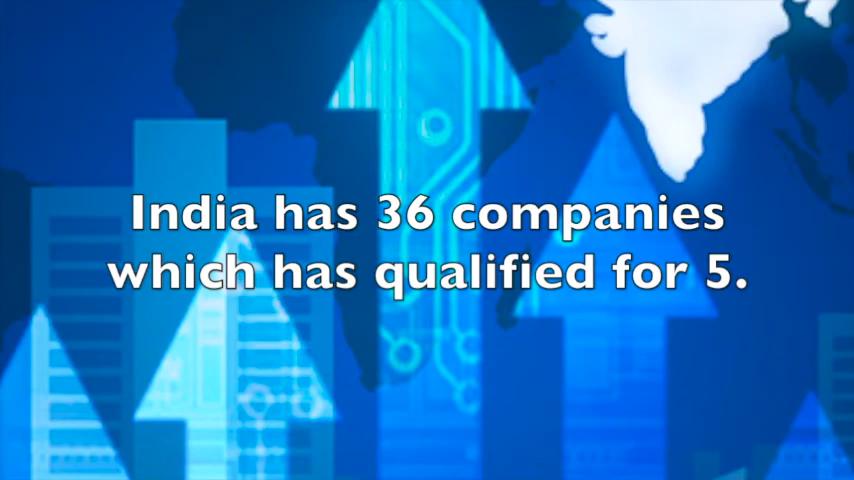 India has 36 companies
which has qualified for 5.